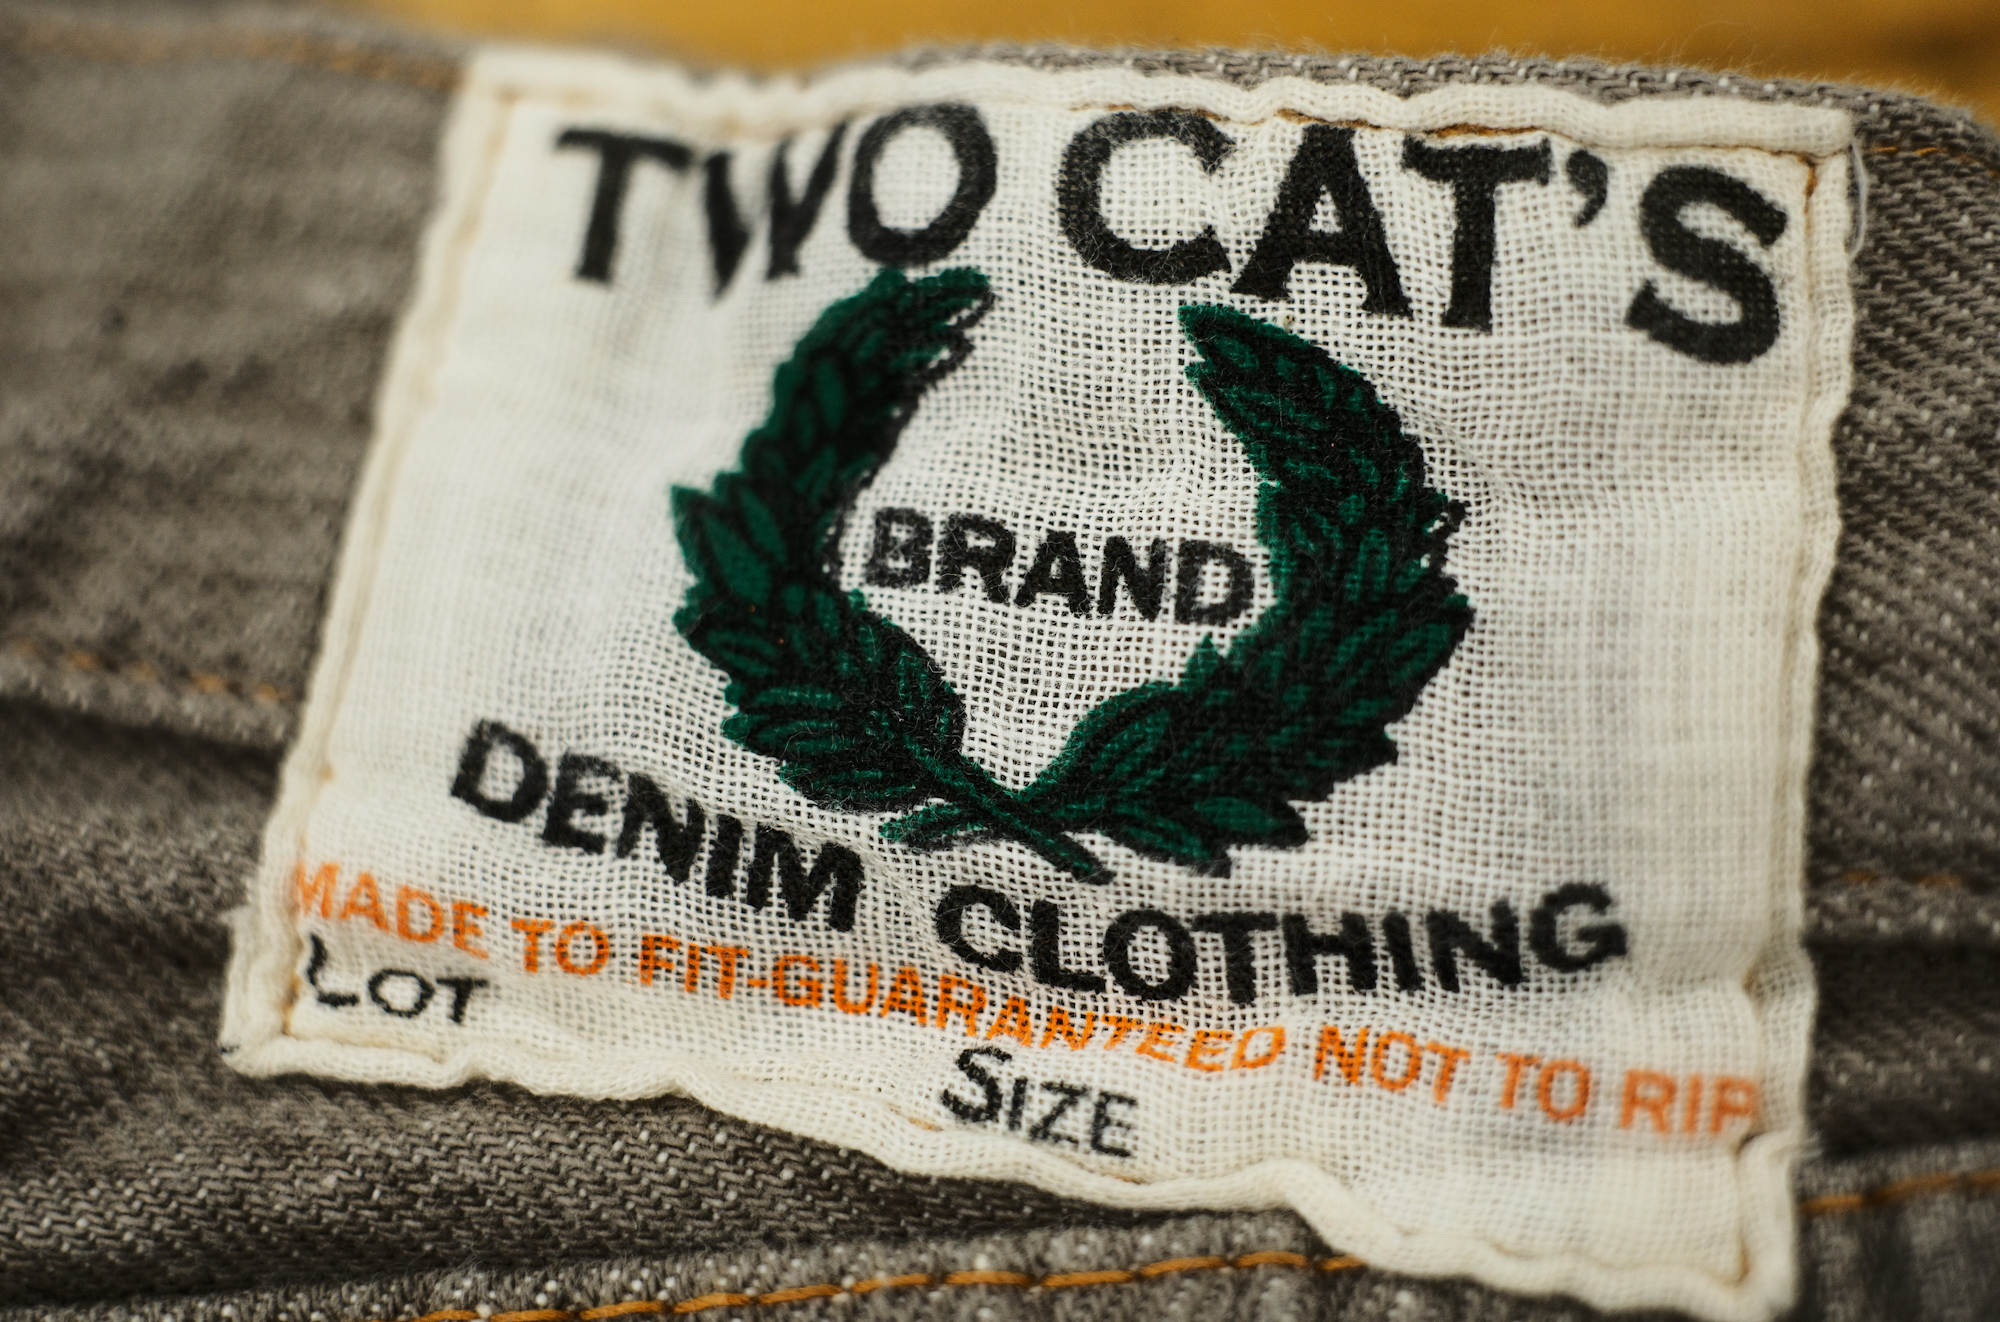 TWO CAT'S
BRAND
DENIM CLOTHING
MADE TO FIT-GUARANTEED NOT TO RIP
LOT
SIZE